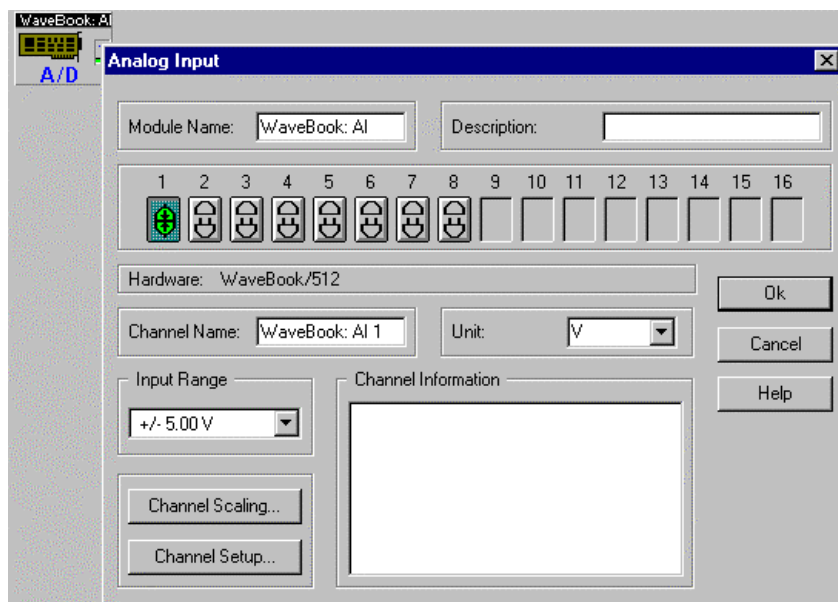 WaveBook: AI
A/D
Analog Input
Module Name: WaveBook: AI Description:
1 2 3 4 5 6 7 8 9 10 11 12 13 14 15 16
Hardware: WaveBook/512
Ok
Channel Name: WaveBook: AI 1 Unit: V
Cancel
Input Range Channel Information
Help
+/- 5.00 V
Channel Scaling...
Channel Setup...